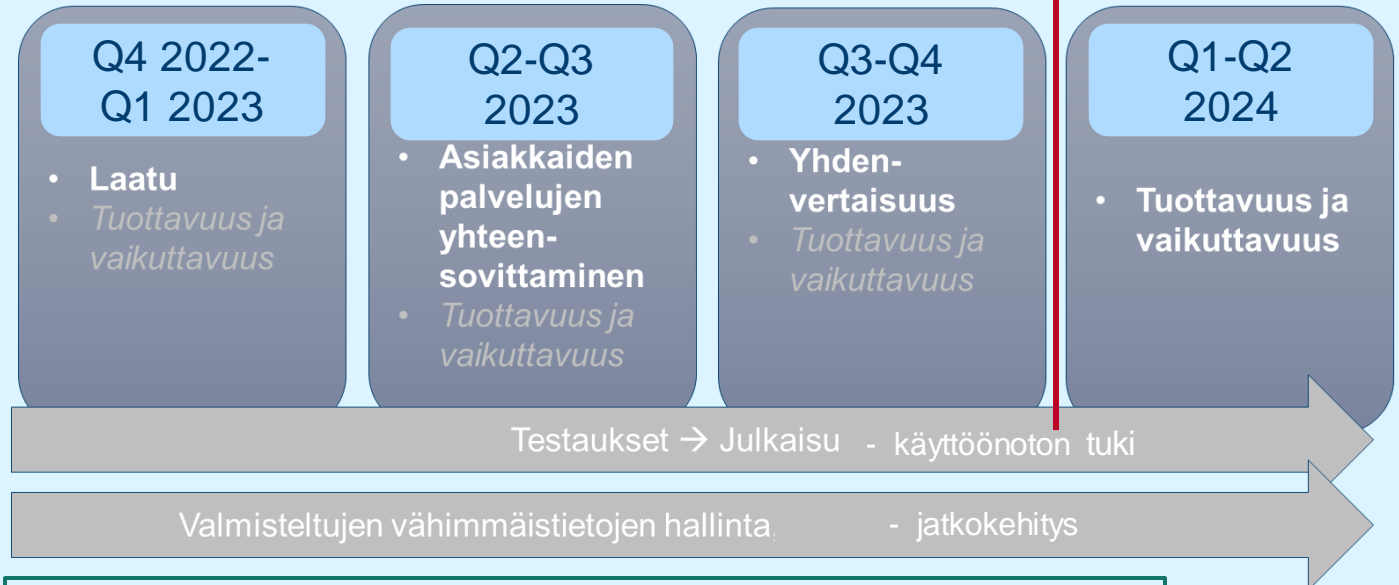 Q4 2022-
Q1 2023
• Laatu
• Tuottavuus ja
vaikuttavuus
Q2-Q3
2023
• Asiakkaiden
palvelujen
yhteen-
sovittaminen
• Tuottavuus ja
vaikuttavuus
Q3-Q4
2023
• Yhden-
vertaisuus
• Tuottavuus ja
vaikuttavuus
Q1-Q2
2024
• Tuottavuus ja
vaikuttavuus
Testaukset → Julkaisu - käyttöönoton tuki
Valmisteltujen vähimmäistietojen hallinta, - jatkokehitys